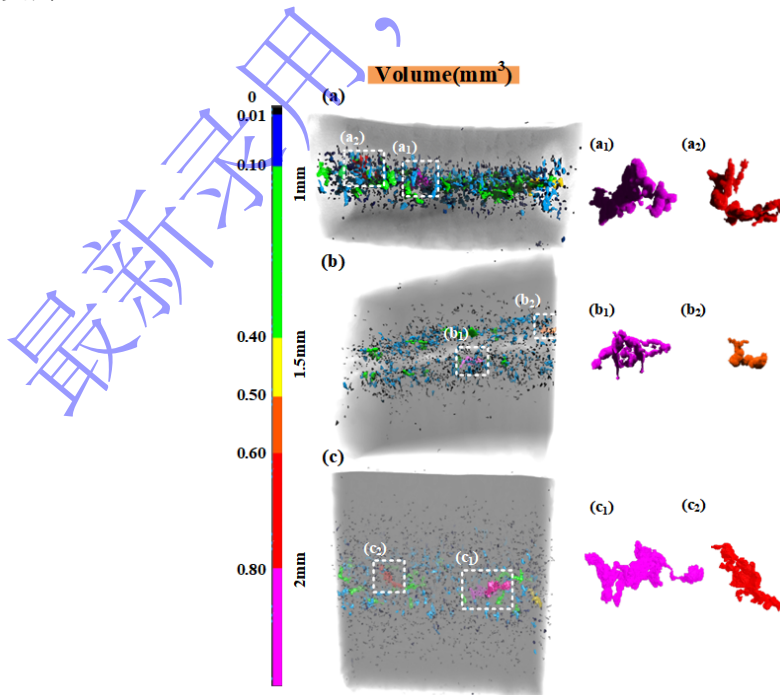 最新录用,
Volume(mm³)
0
0.01
0.10
0.40
0.50
0.60
0.80
1mm
1.5mm
2mm
(a)
(a₂)
(a₁)
(a₁)
(a₂)
(b)
(b₂)
(b₁)
(b₁)
(b₂)
(c)
(c₂)
(c₁)
(c₁)
(c₂)